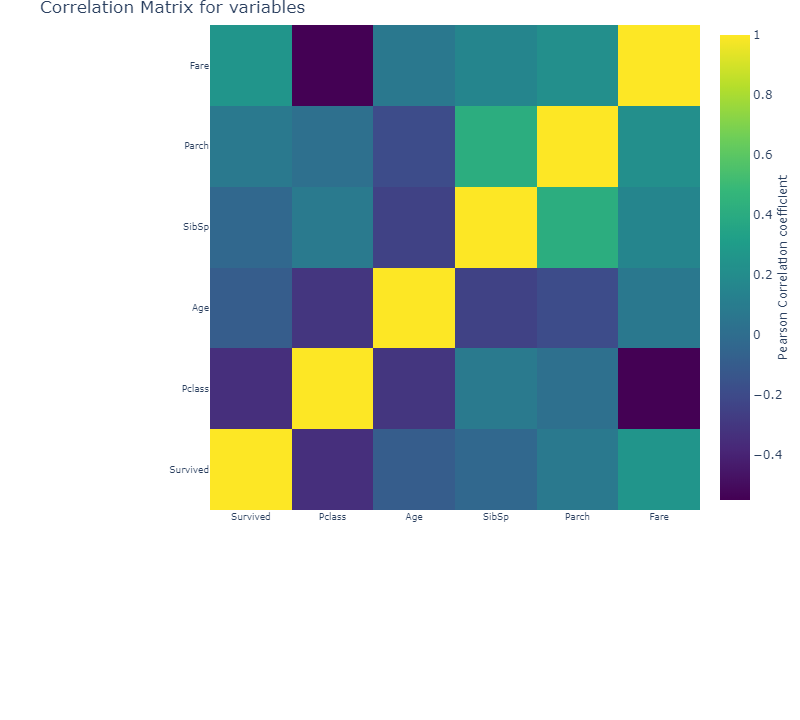 Correlation Matrix for variables
Fare
Parch
SibSp
Age
Pclass
Survived
Survived Pclass Age SibSp Parch Fare
1
0.8
0.6
0.4
0.2
0
−0.2
−0.4
Pearson Correlation coefficient